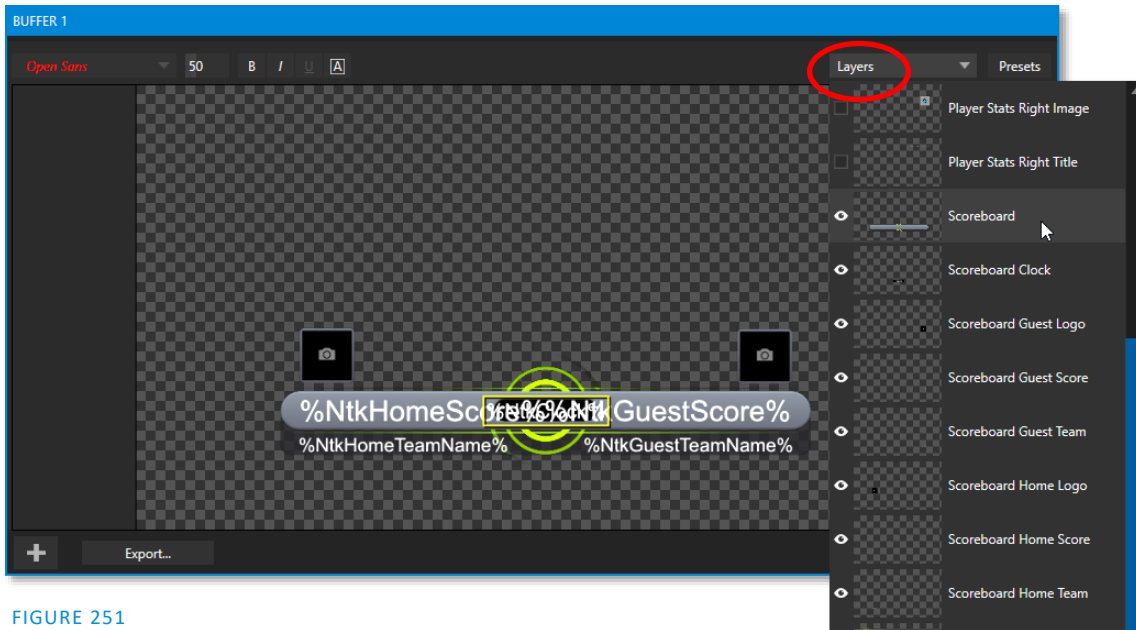 BUFFER 1
Open Sans 50 B I U A Layers Presets
Player Stats Right Image
Player Stats Right Title
Scoreboard
Scoreboard Clock
Scoreboard Guest Logo
Scoreboard Guest Score
%NtkHomeSco GuestScore%
%NtkHomeTeamName% %NtkGuestTeamName%
Scoreboard Guest Team
Scoreboard Home Logo
Scoreboard Home Score
Export...
Scoreboard Home Team
FIGURE 251